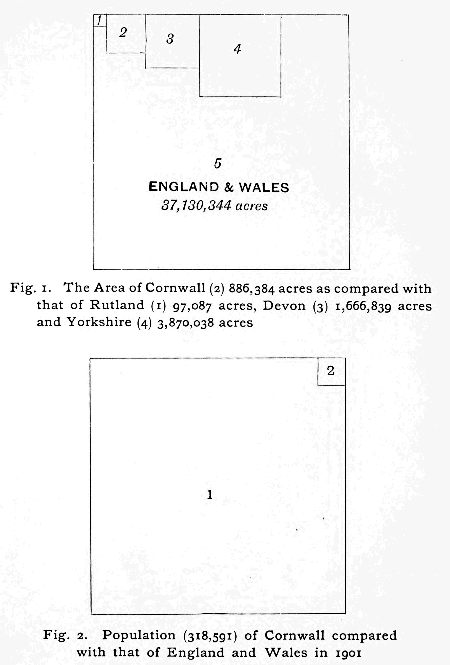 1
2
3
4
5
ENGLAND & WALES
37,130,344 acres
Fig. 1. The Area of Cornwall (2) 886,384 acres as compared with
that of Rutland (1) 97,087 acres, Devon (3) 1,666,839 acres
and Yorkshire (4) 3,870,038 acres
2
1
Fig. 2. Population (318,591) of Cornwall compared
with that of England and Wales in 1901